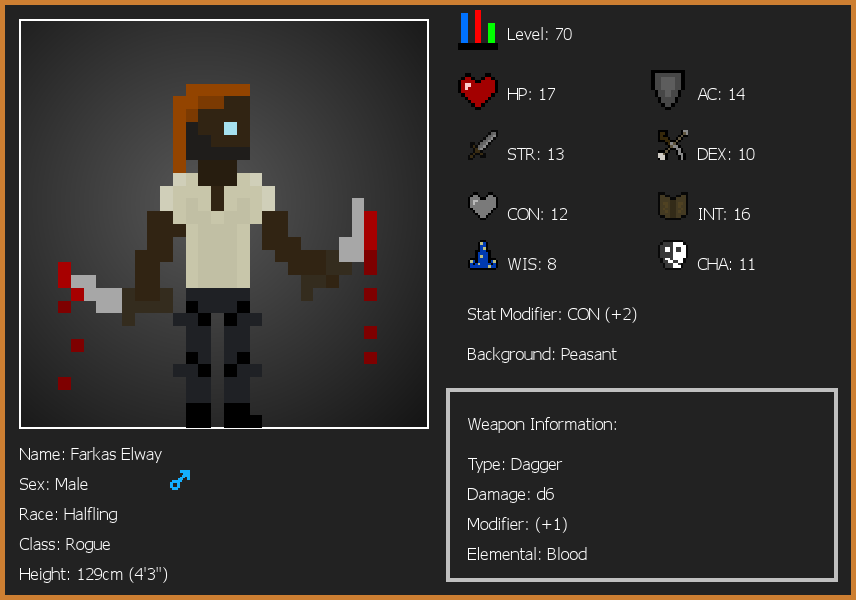 Level: 70
HP: 17
AC: 14
STR: 13
DEX: 10
CON: 12
INT: 16
WIS: 8
CHA: 11
Stat Modifier: CON (+2)
Background: Peasant
Weapon Information:
Type: Dagger
Damage: d6
Modifier: (+1)
Elemental: Blood
Name: Farkas Elway
Sex: Male
Race: Halfling
Class: Rogue
Height: 129cm (4'3")